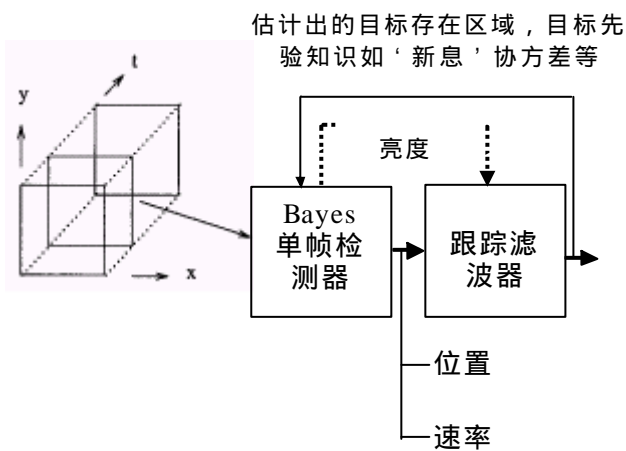 估计出的目标存在区域，目标先
验知识如‘新息’协方差等
t
y
x
亮度
Bayes
单帧检
测器
跟踪滤
波器
位置
速率